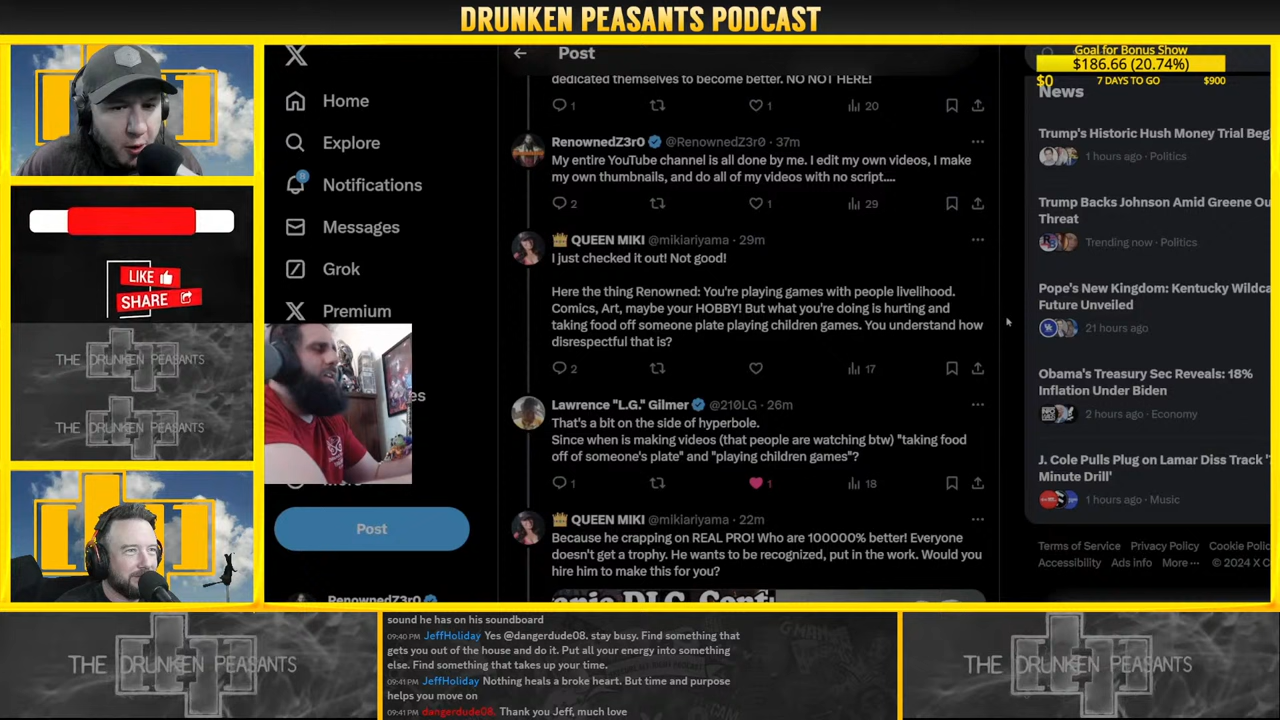 DRUNKEN PEASANTS PODCAST
Goal for Bonus Show
$186.66 (20.74%)
$0
7 DAYS TO GO
$900
LIKE
SHARE
THE DRUNKEN PEASANTS
THE DRUNKEN PEASANTS
Home
Explore
8
Notifications
Messages
Grok
Premium
Post
RenownedZ3r0
Post
dedicated themselves to become better. NO NOT HERE!
1
1
20
RenownedZ3r0 @RenownedZ3r0 · 37m
My entire YouTube channel is all done by me. I edit my own videos, I make
my own thumbnails, and do all of my videos with no script....
2
1
29
QUEEN MIKI @mikiariyama · 29m
I just checked it out! Not good!
Here the thing Renowned: You're playing games with people livelihood.
Comics, Art, maybe your HOBBY! But what you're doing is hurting and
taking food off someone plate playing children games. You understand how
disrespectful that is?
2
17
Lawrence "L.G." Gilmer @210LG · 26m
That's a bit on the side of hyperbole.
Since when is making videos (that people are watching btw) "taking food
off of someone's plate" and "playing children games"?
1
1
18
QUEEN MIKI @mikiariyama · 22m
Because he crapping on REAL PRO! Who are 100000% better! Everyone
doesn't get a trophy. He wants to be recognized, put in the work. Would you
hire him to make this for you?
News
Trump's Historic Hush Money Trial Beg
1 hours ago · Politics
Trump Backs Johnson Amid Greene Ou
Threat
Trending now · Politics
Pope's New Kingdom: Kentucky Wildca
Future Unveiled
21 hours ago
Obama's Treasury Sec Reveals: 18%
Inflation Under Biden
2 hours ago · Economy
J. Cole Pulls Plug on Lamar Diss Track '7
Minute Drill'
1 hours ago · Music
Terms of Service Privacy Policy Cookie Polic
Accessibility Ads info More ··· © 2024 X C
THE DRUNKEN PEASANTS
sound he has on his soundboard
09:40 PM JeffHoliday Yes @dangerdude08. stay busy. Find something that
gets you out of the house and do it. Put all your energy into something
else. Find something that takes up your time.
09:41 PM JeffHoliday Nothing heals a broke heart. But time and purpose
helps you move on
09:41 PM dangerdude08. Thank you Jeff, much love
THE DRUNKEN PEASANTS